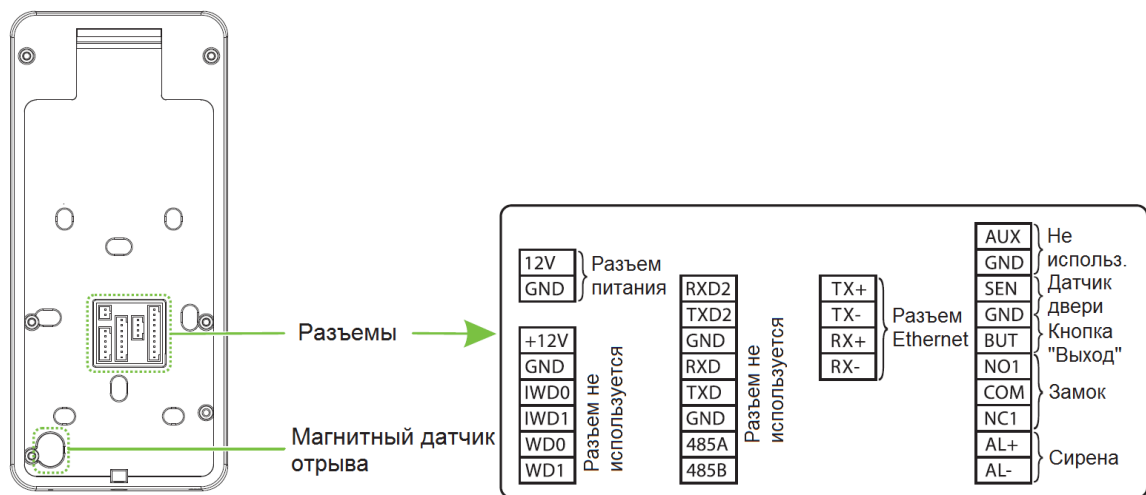 Разъемы
Магнитный датчик
отрыва
12V
GND
Разъем
питания
+12V
GND
IWD0
IWD1
WD0
WD1
Разъем не
используется
RXD2
TXD2
GND
RXD
TXD
GND
485A
485B
Разъем не
используется
TX+
TX-
RX+
RX-
Разъем
Ethernet
AUX
GND
SEN
GND
BUT
NO1
COM
NC1
AL+
AL-
Не
использ.
Датчик
двери
Кнопка
"Выход"
Замок
Сирена